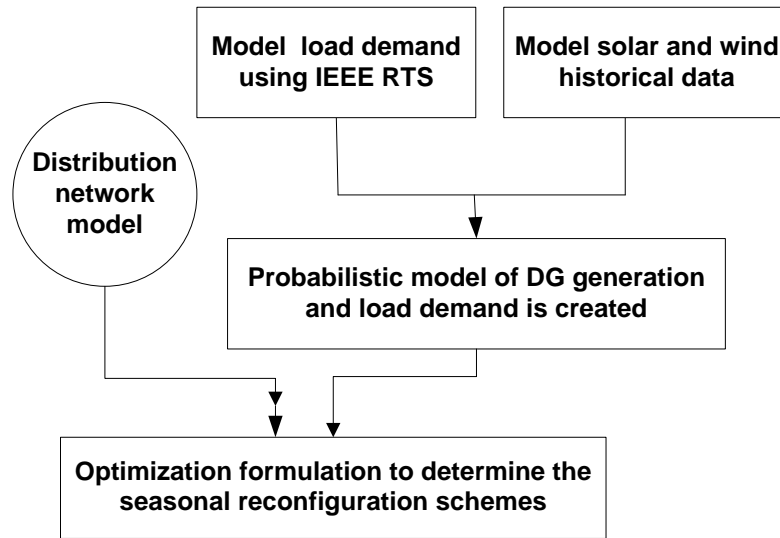 Model load demand
using IEEE RTS
Model solar and wind
historical data
Distribution
network
model
Probabilistic model of DG generation
and load demand is created
Optimization formulation to determine the
seasonal reconfiguration schemes